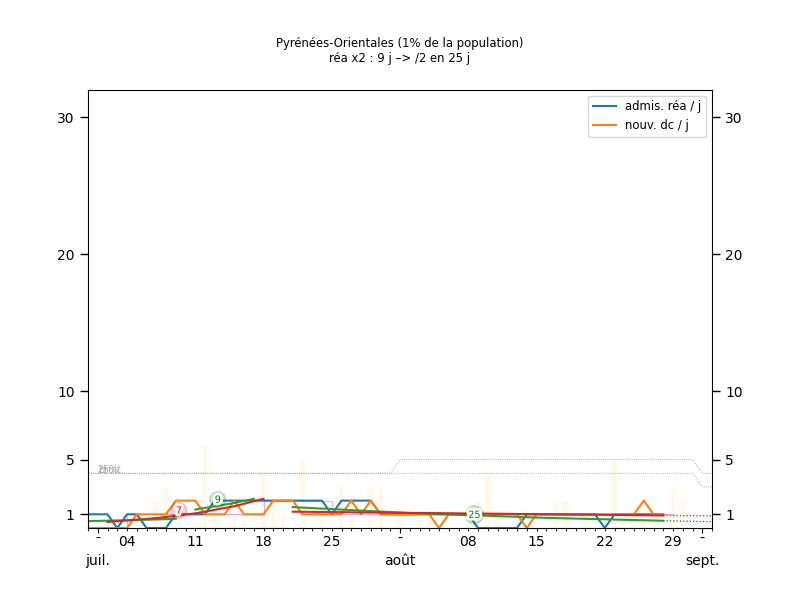 Pyrénées-Orientales (1% de la population)
réa x2 : 9 j –> /2 en 25 j
admis. réa / j
nouv. dc / j
30 30
20 20
10 10
5 5
1 1
9
7
25
- 04 11 18 25 - 08 15 22 29 -
juil. août sept.